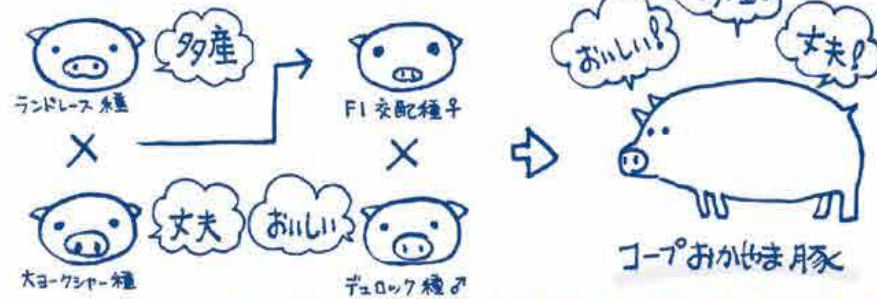 多産
ランドレース種
×
大ヨークシャー種
丈夫
F1交配種♀
×
おいしい
デュロック種♂
おいしい!
丈夫!
コープおかやま豚